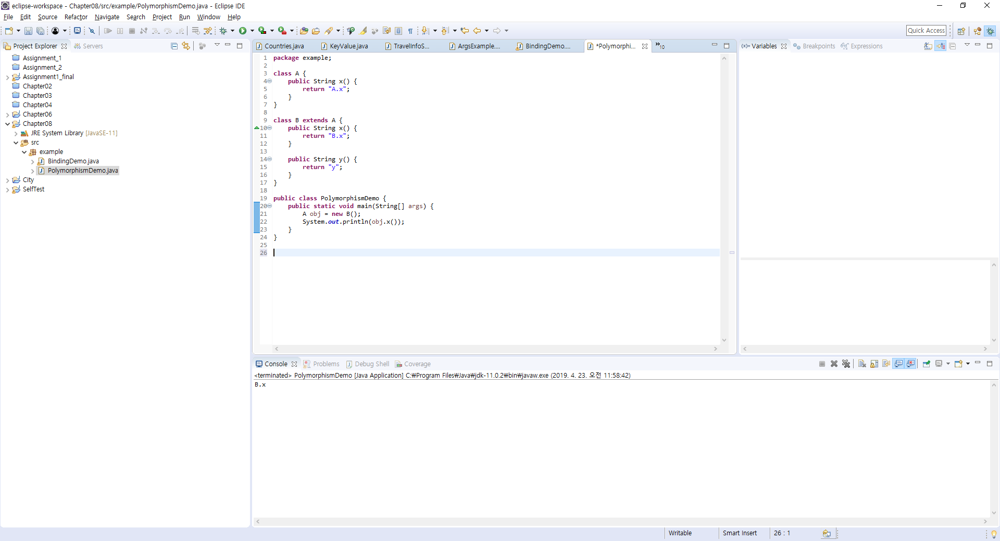 eclipse-workspace - Chapter08/src/example/PolymorphismDemo.java - Eclipse IDE
File Edit Source Refactor Navigate Search Project Run Window Help
Quick Access
Project Explorer Servers
Assignment_1
Assignment_2
Assignment1_final
Chapter02
Chapter03
Chapter04
Chapter06
Chapter08
JRE System Library [JavaSE-11]
src
example
BindingDemo.java
PolymorphismDemo.java
City
SelfTest
Countries.java KeyValue.java TravelInfoS... ArgsExample.... BindingDemo.... *Polymorphi... »10
1 package example;
2
3 class A {
4 public String x() {
5 return "A.x";
6 }
7 }
8
9 class B extends A {
10 public String x() {
11 return "B.x";
12 }
13
14 public String y() {
15 return "y";
16 }
17 }
18
19 public class PolymorphismDemo {
20 public static void main(String[] args) {
21 A obj = new B();
22 System.out.println(obj.x());
23 }
24 }
25
26
(x)= Variables Breakpoints Expressions
Console Problems Debug Shell Coverage
<terminated> PolymorphismDemo [Java Application] C:₩Program Files₩Java₩jdk-11.0.2₩bin₩javaw.exe (2019. 4. 23. 오전 11:58:42)
B.x
Writable Smart Insert 26 : 1